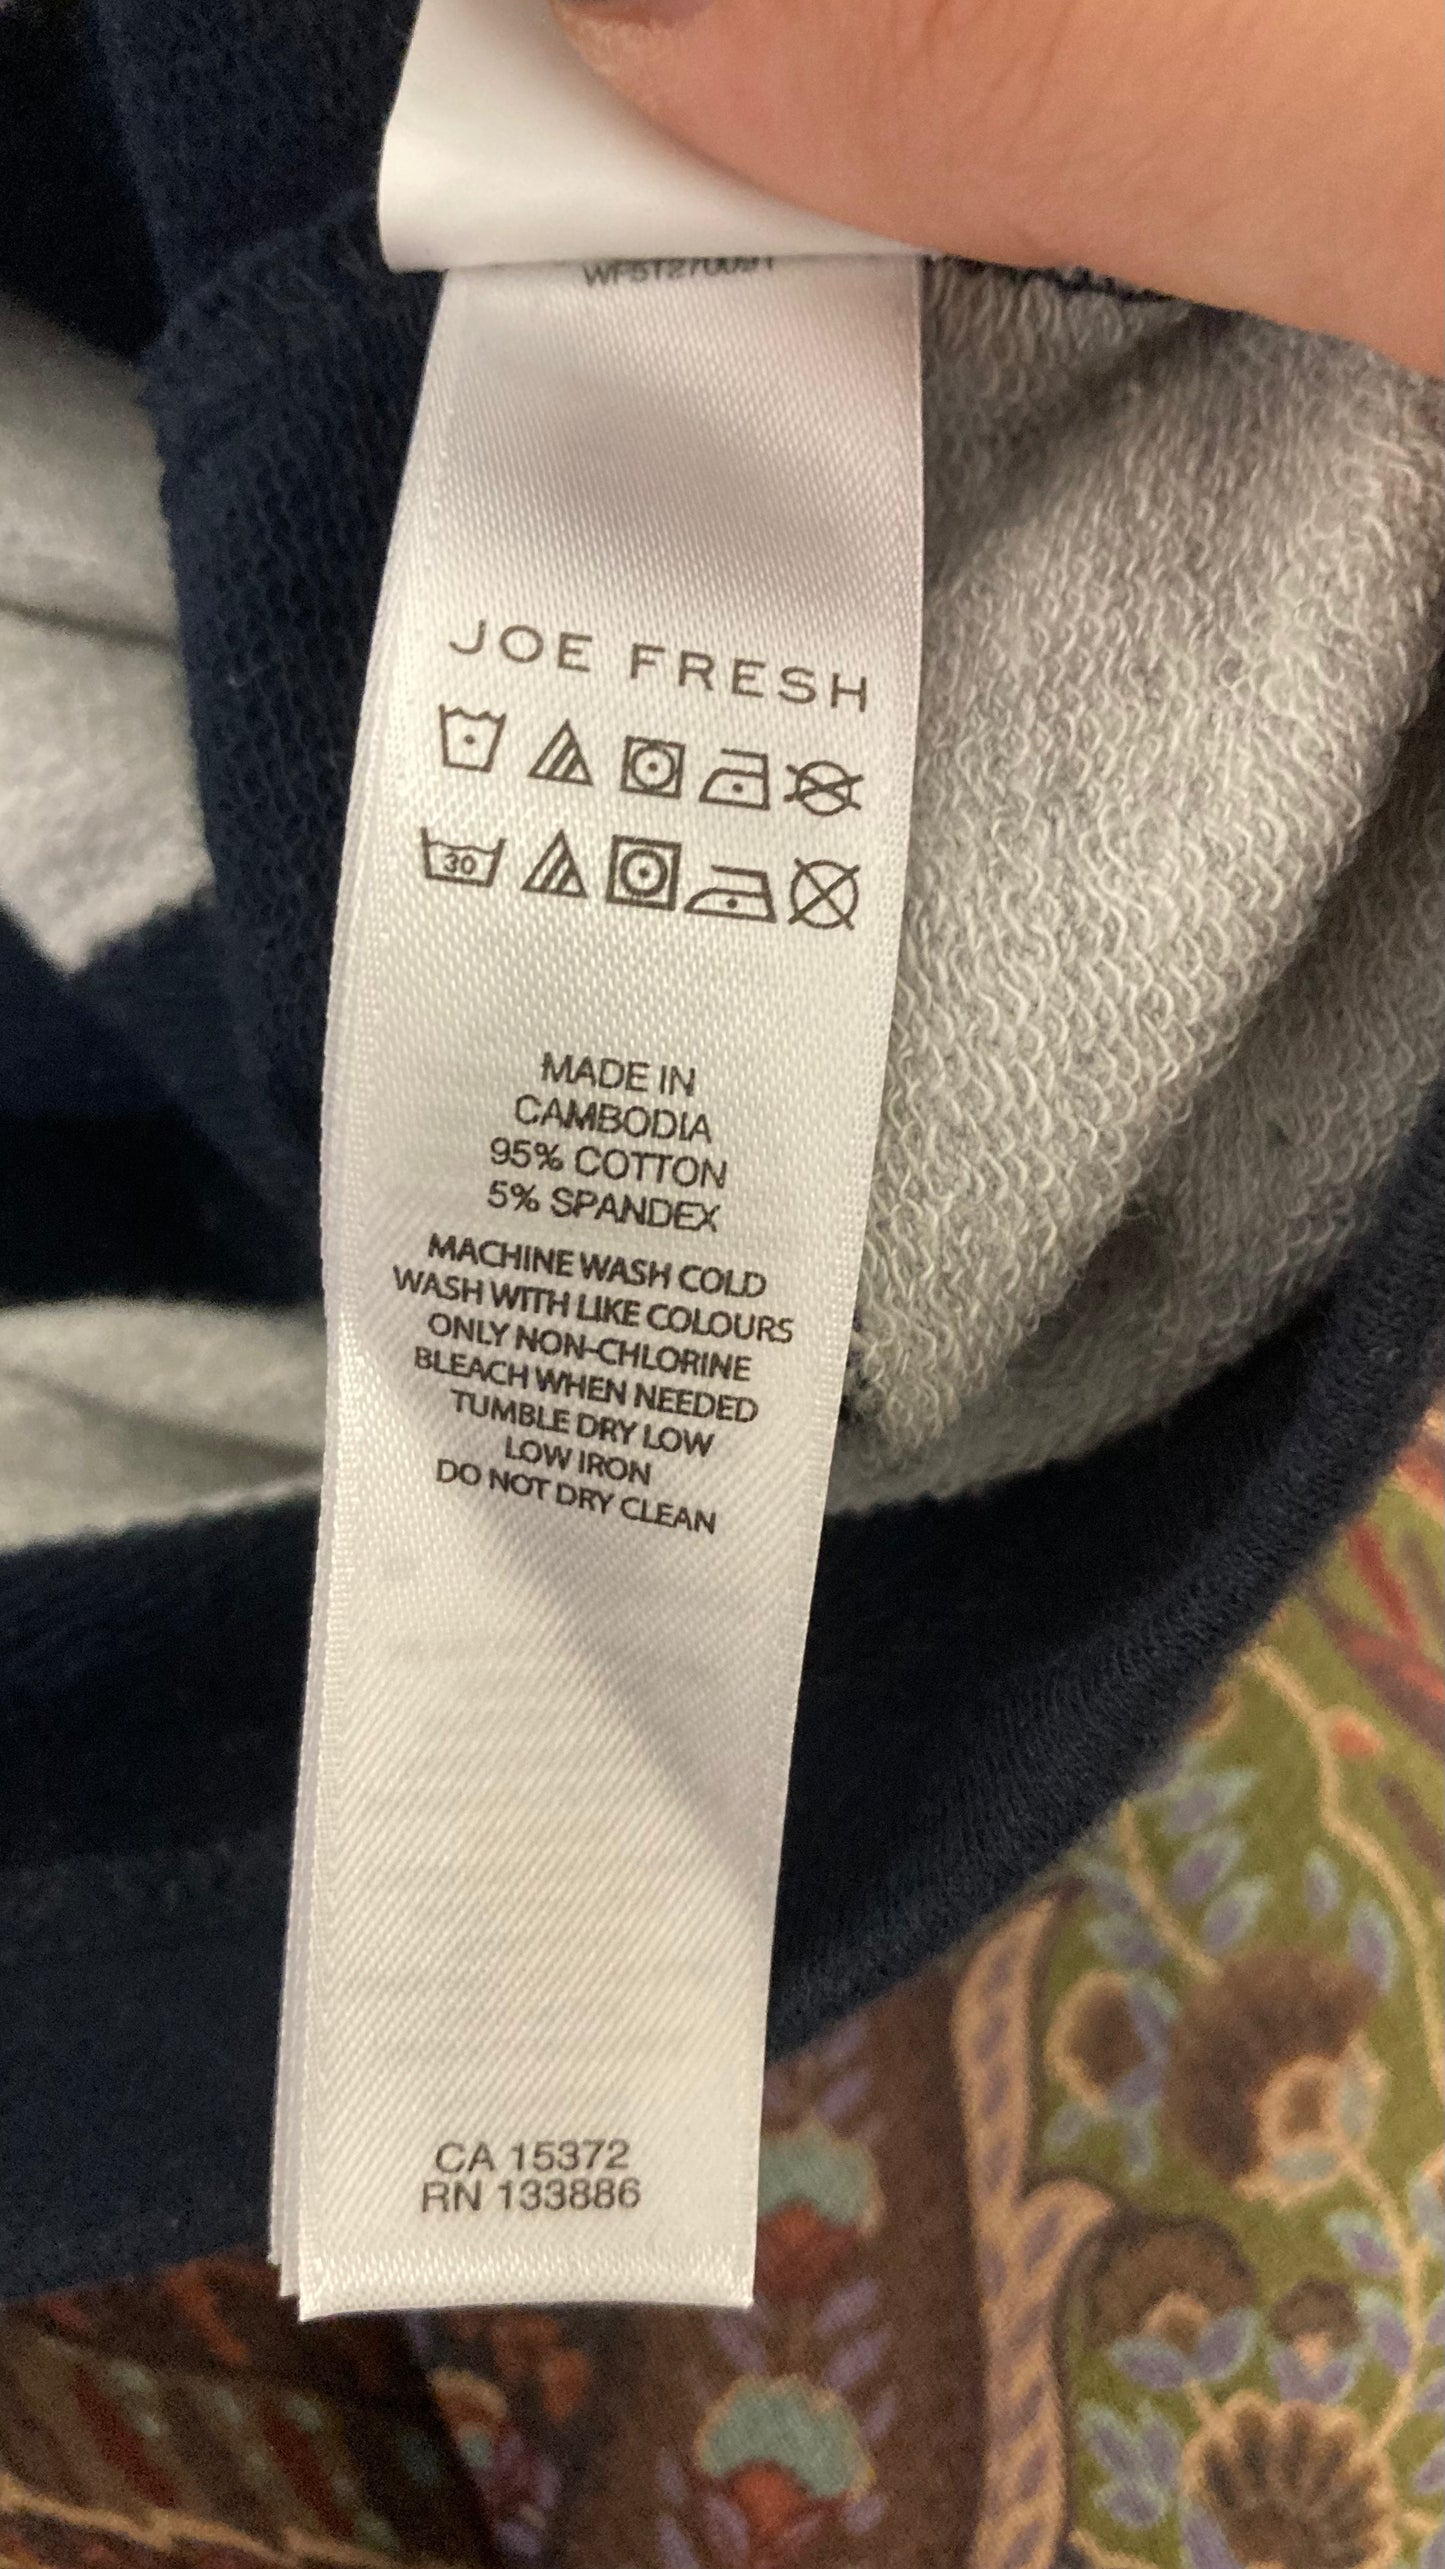 JOE FRESH
30
MADE IN
CAMBODIA
95% COTTON
5% SPANDEX
MACHINE WASH COLD
WASH WITH LIKE COLOURS
ONLY NON-CHLORINE
BLEACH WHEN NEEDED
TUMBLE DRY LOW
LOW IRON
DO NOT DRY CLEAN
CA 15372
RN 133886